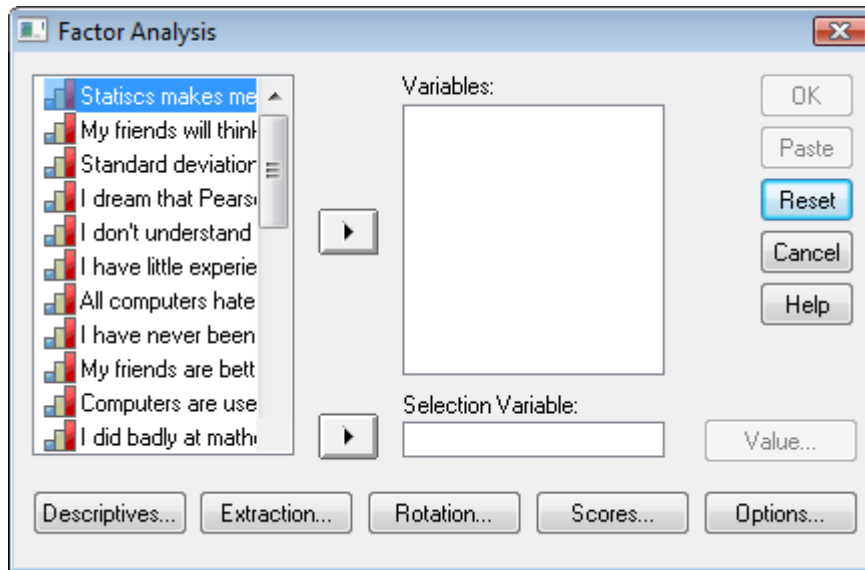 Factor Analysis
Statiscs makes me
My friends will think
Standard deviation
I dream that Pears
I don't understand
I have little experie
All computers hate
I have never been
My friends are bett
Computers are use
I did badly at math
Variables:
Selection Variable:
OK
Paste
Reset
Cancel
Help
Value...
Descriptives...
Extraction...
Rotation...
Scores...
Options...